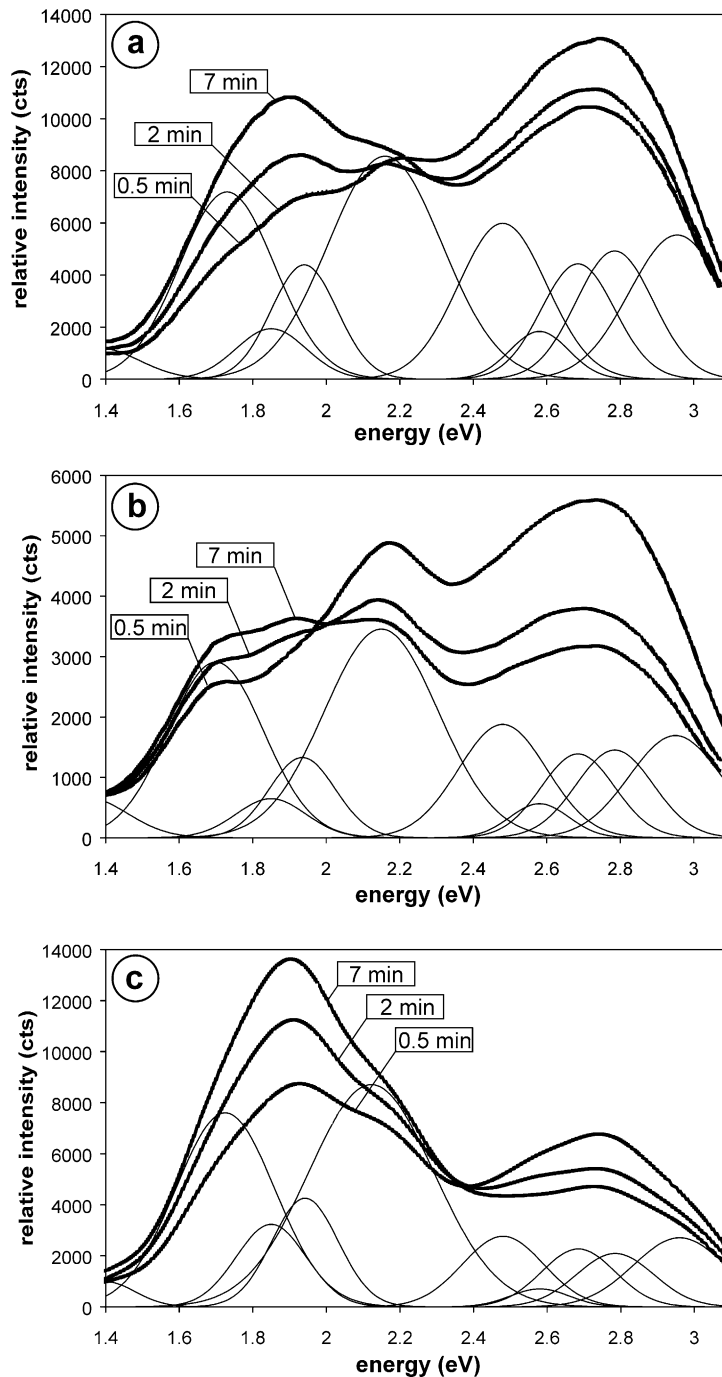 a
14000
12000
10000
8000
6000
4000
2000
0
relative intensity (cts)
7 min
2 min
0.5 min
1.4 1.6 1.8 2 2.2 2.4 2.6 2.8 3
energy (eV)
b
6000
5000
4000
3000
2000
1000
0
relative intensity (cts)
7 min
2 min
0.5 min
1.4 1.6 1.8 2 2.2 2.4 2.6 2.8 3
energy (eV)
c
14000
12000
10000
8000
6000
4000
2000
0
relative intensity (cts)
7 min
2 min
0.5 min
1.4 1.6 1.8 2 2.2 2.4 2.6 2.8 3
energy (eV)